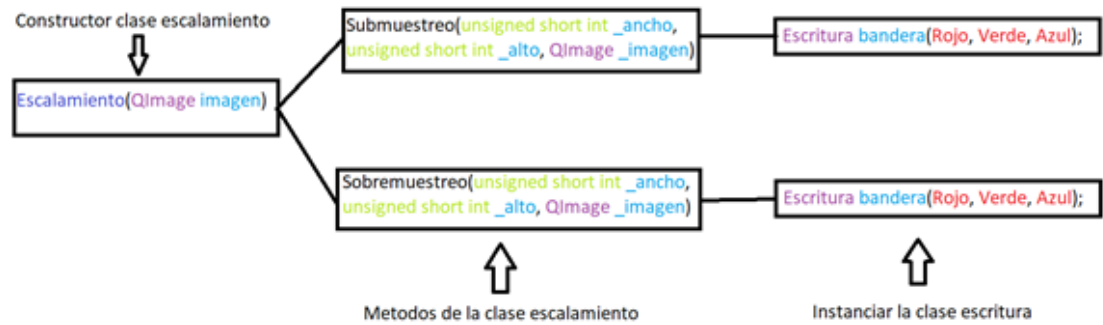 Constructor clase escalamiento
Escalamiento(QImage imagen)
Submuestreo(unsigned short int _ancho,
unsigned short int _alto, QImage _imagen)
Escritura bandera(Rojo, Verde, Azul);
Sobremuestreo(unsigned short int _ancho,
unsigned short int _alto, QImage _imagen)
Escritura bandera(Rojo, Verde, Azul);
Metodos de la clase escalamiento
Instanciar la clase escritura